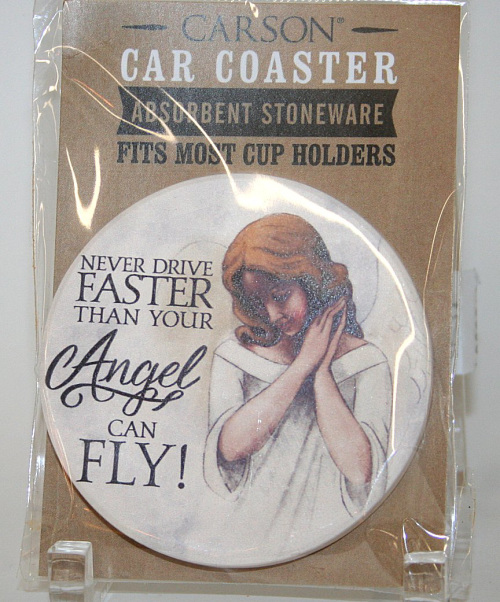 CARSON®
CAR COASTER
ABSORBENT STONEWARE
FITS MOST CUP HOLDERS
NEVER DRIVE
FASTER
THAN YOUR
Angel
CAN
FLY!